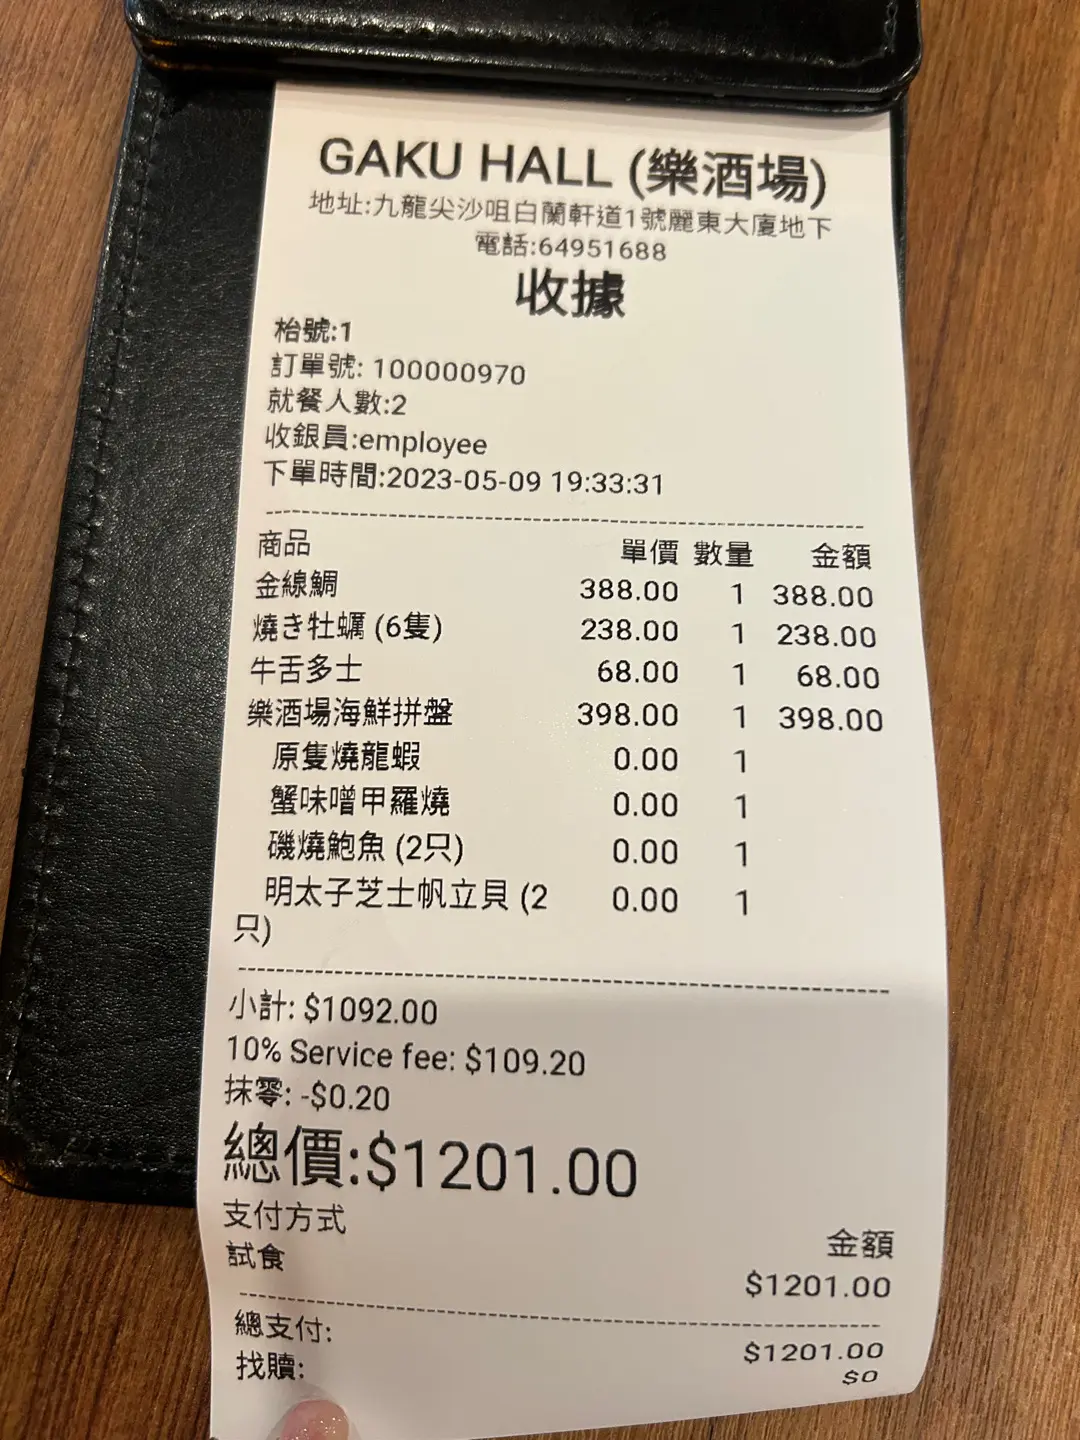 GAKU HALL (樂酒場)
地址:九龍尖沙咀白蘭軒道1號麗東大廈地下
電話:64951688
收據
枱號:1
訂單號: 100000970
就餐人數:2
收銀員:employee
下單時間:2023-05-09 19:33:31
商品 單價 數量 金額
金線鯛 388.00 1 388.00
燒き牡蠣 (6隻) 238.00 1 238.00
牛舌多士 68.00 1 68.00
樂酒場海鮮拼盤 398.00 1 398.00
原隻燒龍蝦 0.00 1
蟹味噌甲羅燒 0.00 1
磯燒鮑魚 (2只) 0.00 1
明太子芝士帆立貝 (2 0.00 1
只)
小計: $1092.00
10% Service fee: $109.20
抹零: -$0.20
總價:$1201.00
支付方式 金額
試食 $1201.00
總支付: $1201.00
找贖: $0